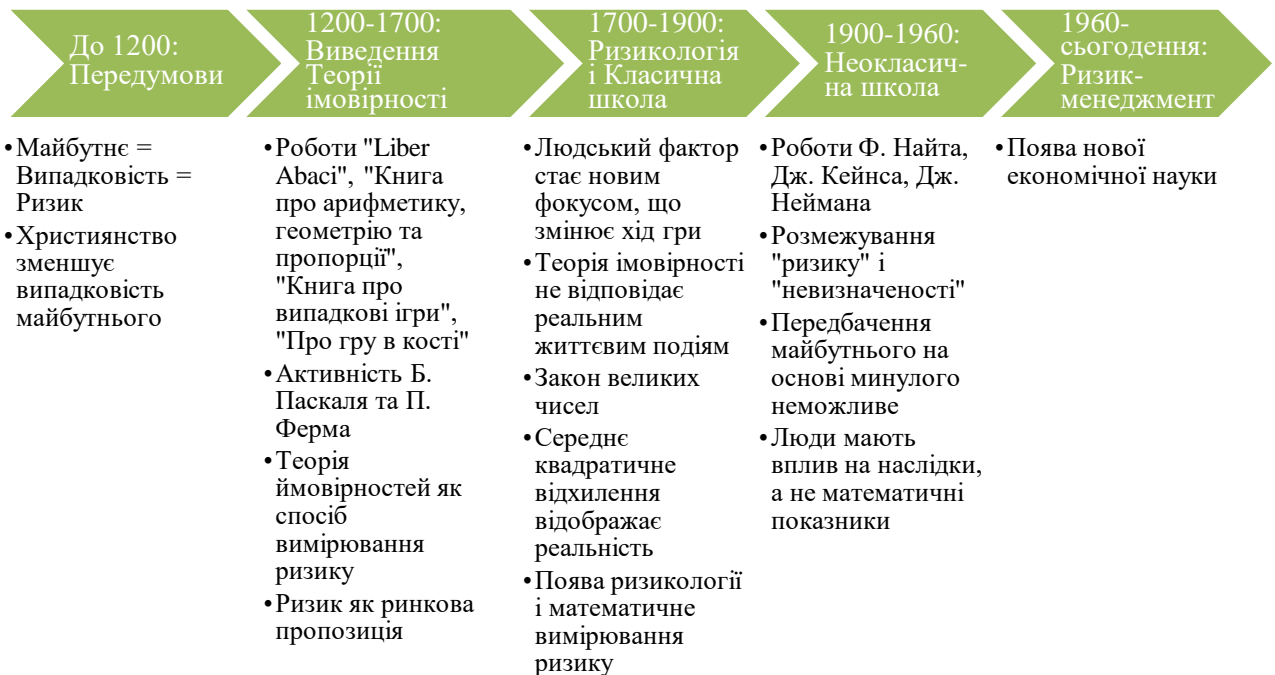 До 1200:
Передумови
1200-1700:
Виведення
Теорії
імовірності
1700-1900:
Ризикологія
і Класична
школа
1900-1960:
Неокласич-
на школа
1960-
сьогодення:
Ризик-
менеджмент
•Майбутнє =
Випадковість =
Ризик
•Християнство
зменшує
випадковість
майбутнього
•Роботи "Liber
Abaci", "Книга
про арифметику,
геометрію та
пропорції",
"Книга про
випадкові ігри",
"Про гру в кості"
•Активність Б.
Паскаля та П.
Ферма
•Теорія
ймовірностей як
спосіб
вимірювання
ризику
•Ризик як ринкова
пропозиція
•Людський фактор
стає новим
фокусом, що
змінює хід гри
•Теорія імовірності
не відповідає
реальним
життєвим подіям
•Закон великих
чисел
•Середнє
квадратичне
відхилення
відображає
реальність
•Поява ризикології
і математичне
вимірювання
ризику
•Роботи Ф. Найта,
Дж. Кейнса, Дж.
Неймана
•Розмежування
"ризику" і
"невизначеності"
•Передбачення
майбутнього на
основі минулого
неможливе
•Люди мають
вплив на наслідки,
а не математичні
показники
•Поява нової
економічної науки